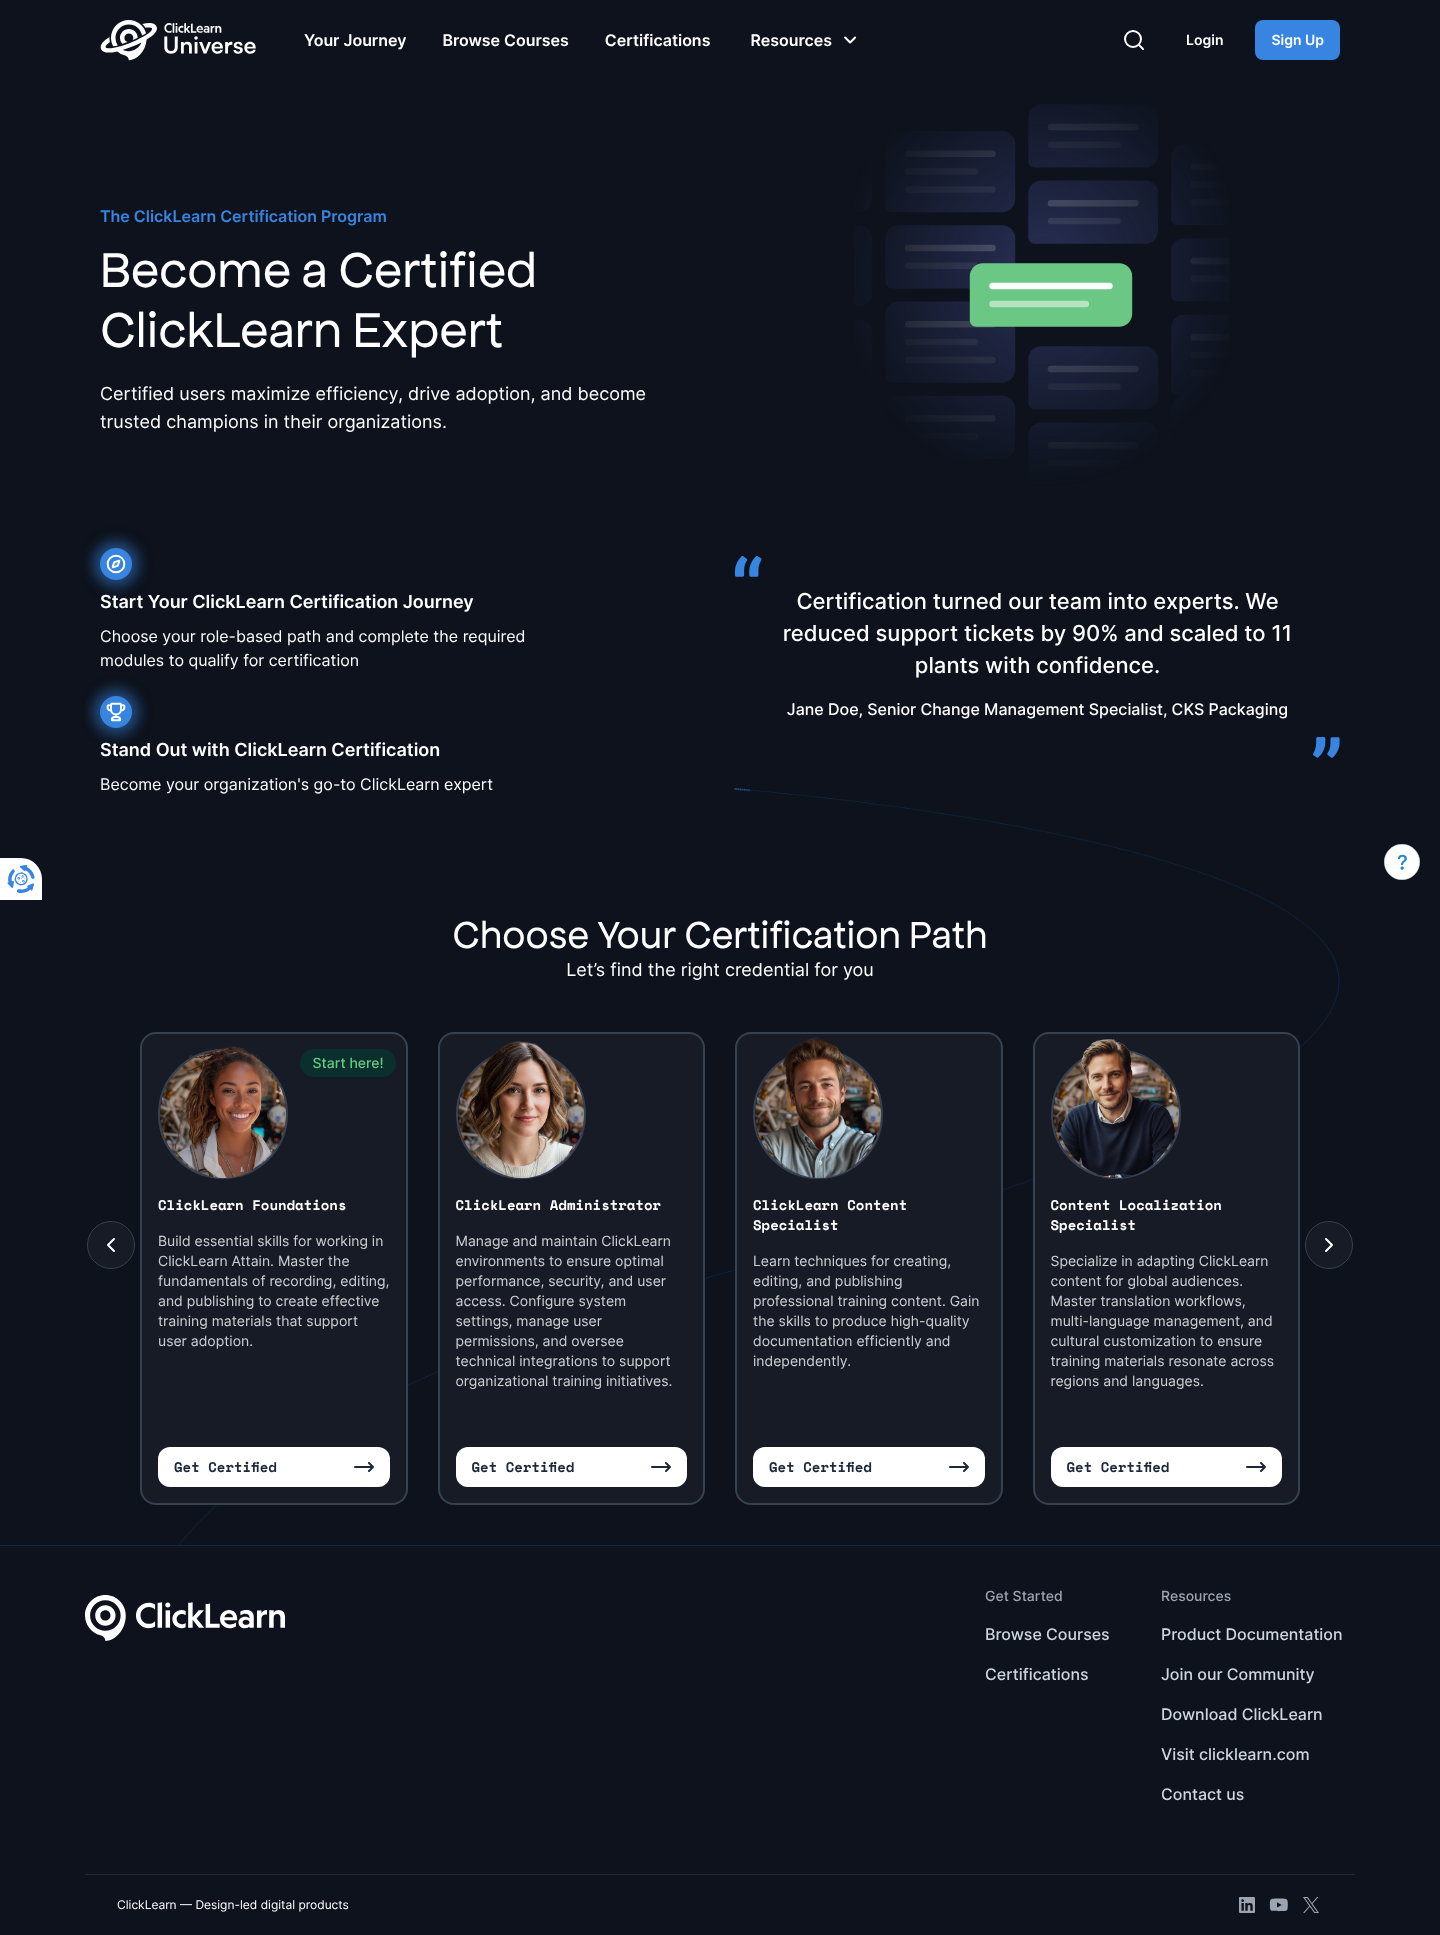 ClickLearn
Universe
Your Journey
Browse Courses
Certifications
Resources
Login
Sign Up
The ClickLearn Certification Program
Become a Certified
ClickLearn Expert
Certified users maximize efficiency, drive adoption, and become
trusted champions in their organizations.
Start Your ClickLearn Certification Journey
Choose your role-based path and complete the required
modules to qualify for certification
Stand Out with ClickLearn Certification
Become your organization's go-to ClickLearn expert
“
Certification turned our team into experts. We
reduced support tickets by 90% and scaled to 11
plants with confidence.
Jane Doe, Senior Change Management Specialist, CKS Packaging
”
?
Choose Your Certification Path
Let’s find the right credential for you
Start here!
ClickLearn Foundations
Build essential skills for working in
ClickLearn Attain. Master the
fundamentals of recording, editing,
and publishing to create effective
training materials that support
user adoption.
Get Certified
ClickLearn Administrator
Manage and maintain ClickLearn
environments to ensure optimal
performance, security, and user
access. Configure system
settings, manage user
permissions, and oversee
technical integrations to support
organizational training initiatives.
Get Certified
ClickLearn Content
Specialist
Learn techniques for creating,
editing, and publishing
professional training content. Gain
the skills to produce high-quality
documentation efficiently and
independently.
Get Certified
Content Localization
Specialist
Specialize in adapting ClickLearn
content for global audiences.
Master translation workflows,
multi-language management, and
cultural customization to ensure
training materials resonate across
regions and languages.
Get Certified
ClickLearn
Get Started
Browse Courses
Certifications
Resources
Product Documentation
Join our Community
Download ClickLearn
Visit clicklearn.com
Contact us
ClickLearn — Design-led digital products